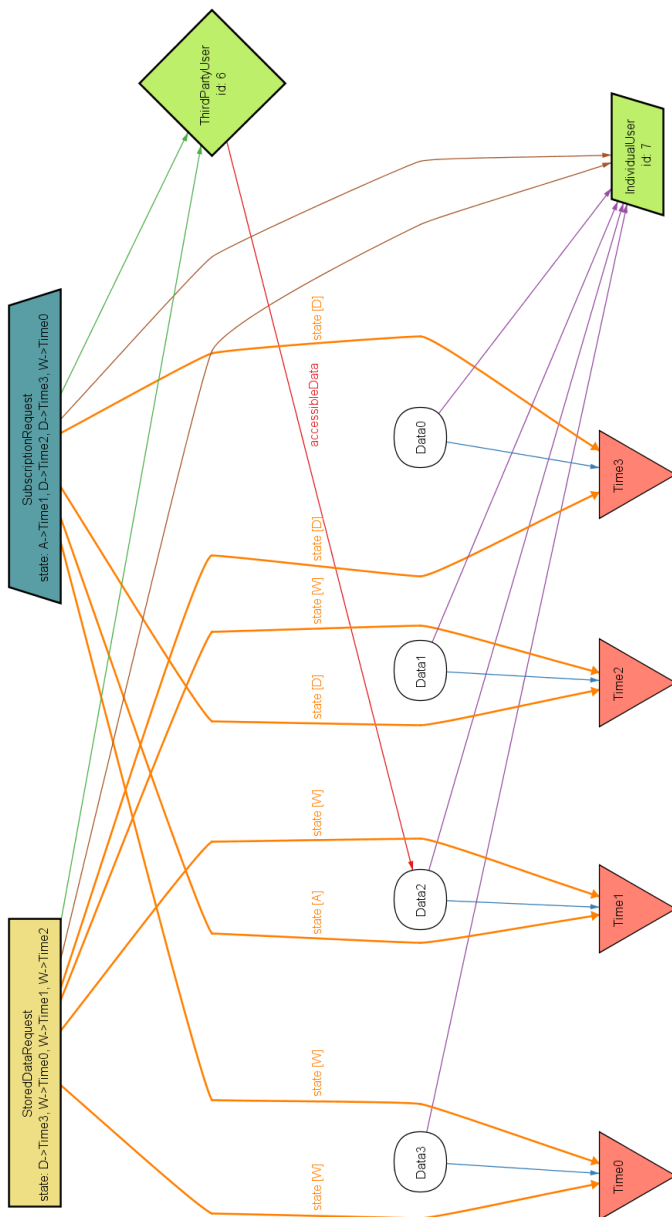 StoredDataRequest
state: D->Time3, W->Time0, W->Time1, W->Time2
SubscriptionRequest
state: A->Time1, D->Time2, D->Time3, W->Time0
ThirdPartyUser
id: 6
state [W]
state [W]
state [A]
state [W]
state [D]
state [W]
state [D]
accessibleData
state [D]
Data3
Data2
Data1
Data0
Time0
Time1
Time2
Time3
IndividualUser
id: 7